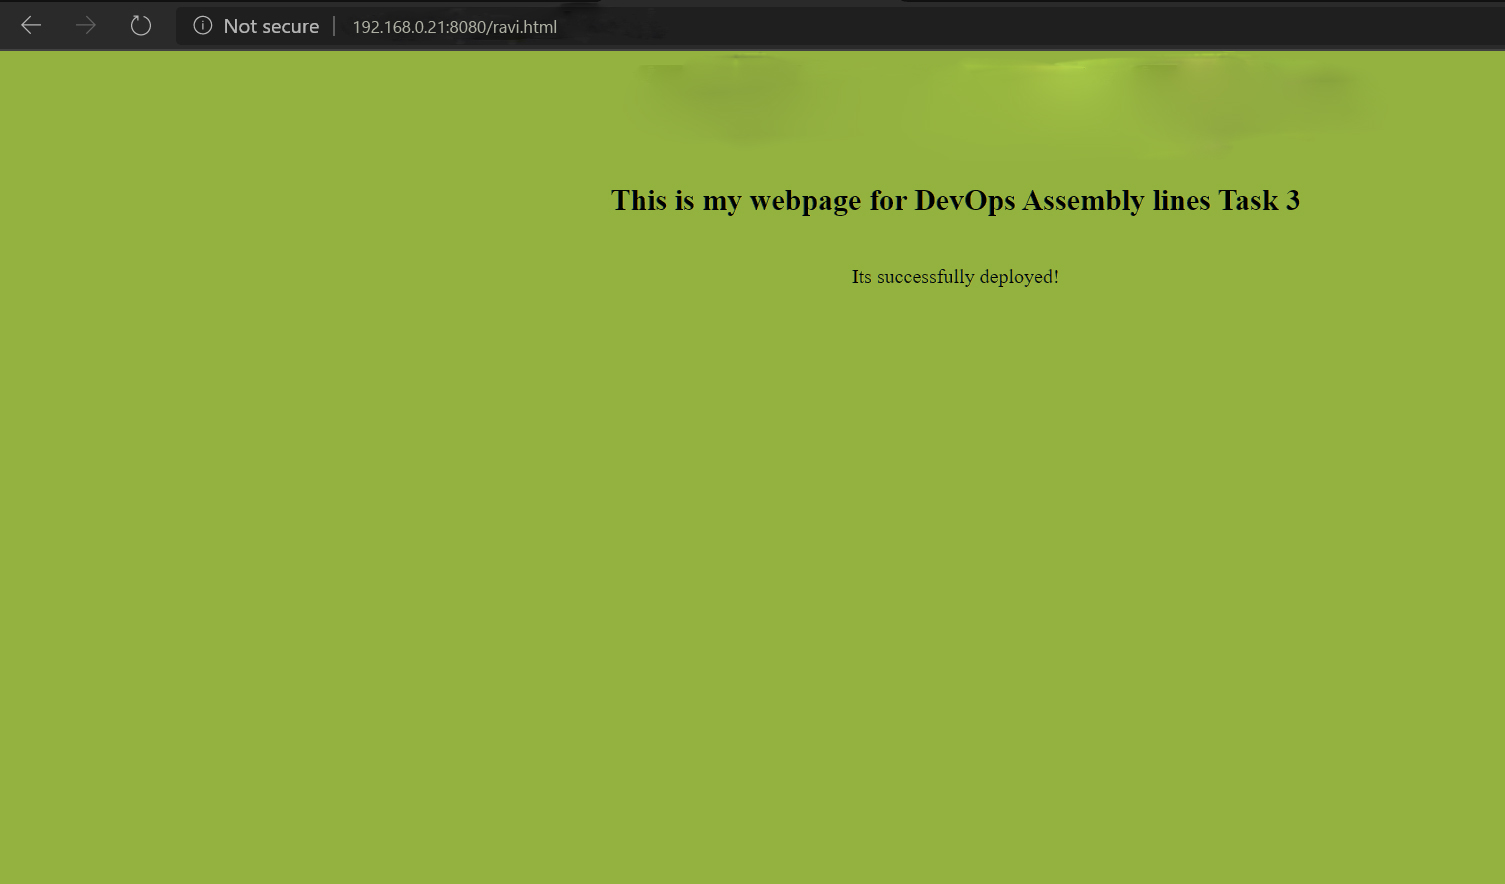 Not secure | 192.168.0.21:8080/ravi.html
This is my webpage for DevOps Assembly lines Task 3
Its successfully deployed!